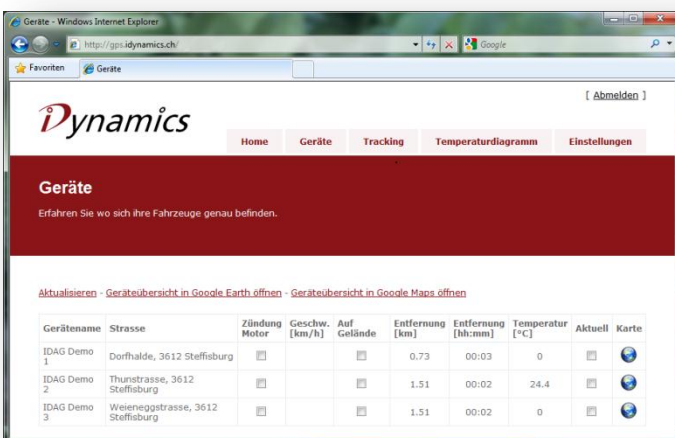 Geräte - Windows Internet Explorer
http://gps.idynamics.ch/
Google
Favoriten
Geräte
[ Abmelden ]
iDynamics
Home Geräte Tracking Temperaturdiagramm Einstellungen
Geräte
Erfahren Sie wo sich ihre Fahrzeuge genau befinden.
Aktualisieren - Geräteübersicht in Google Earth öffnen - Geräteübersicht in Google Maps öffnen
Gerätename Strasse Zündung Motor Geschw. [km/h] Auf Gelände Entfernung [km] Entfernung [hh:mm] Temperatur [°C] Aktuell Karte
IDAG Demo 1 Dorfhalde, 3612 Steffisburg 0.73 00:03 0
IDAG Demo 2 Thunstrasse, 3612 Steffisburg 1.51 00:02 24.4
IDAG Demo 3 Weieneggstrasse, 3612 Steffisburg 1.51 00:02 0